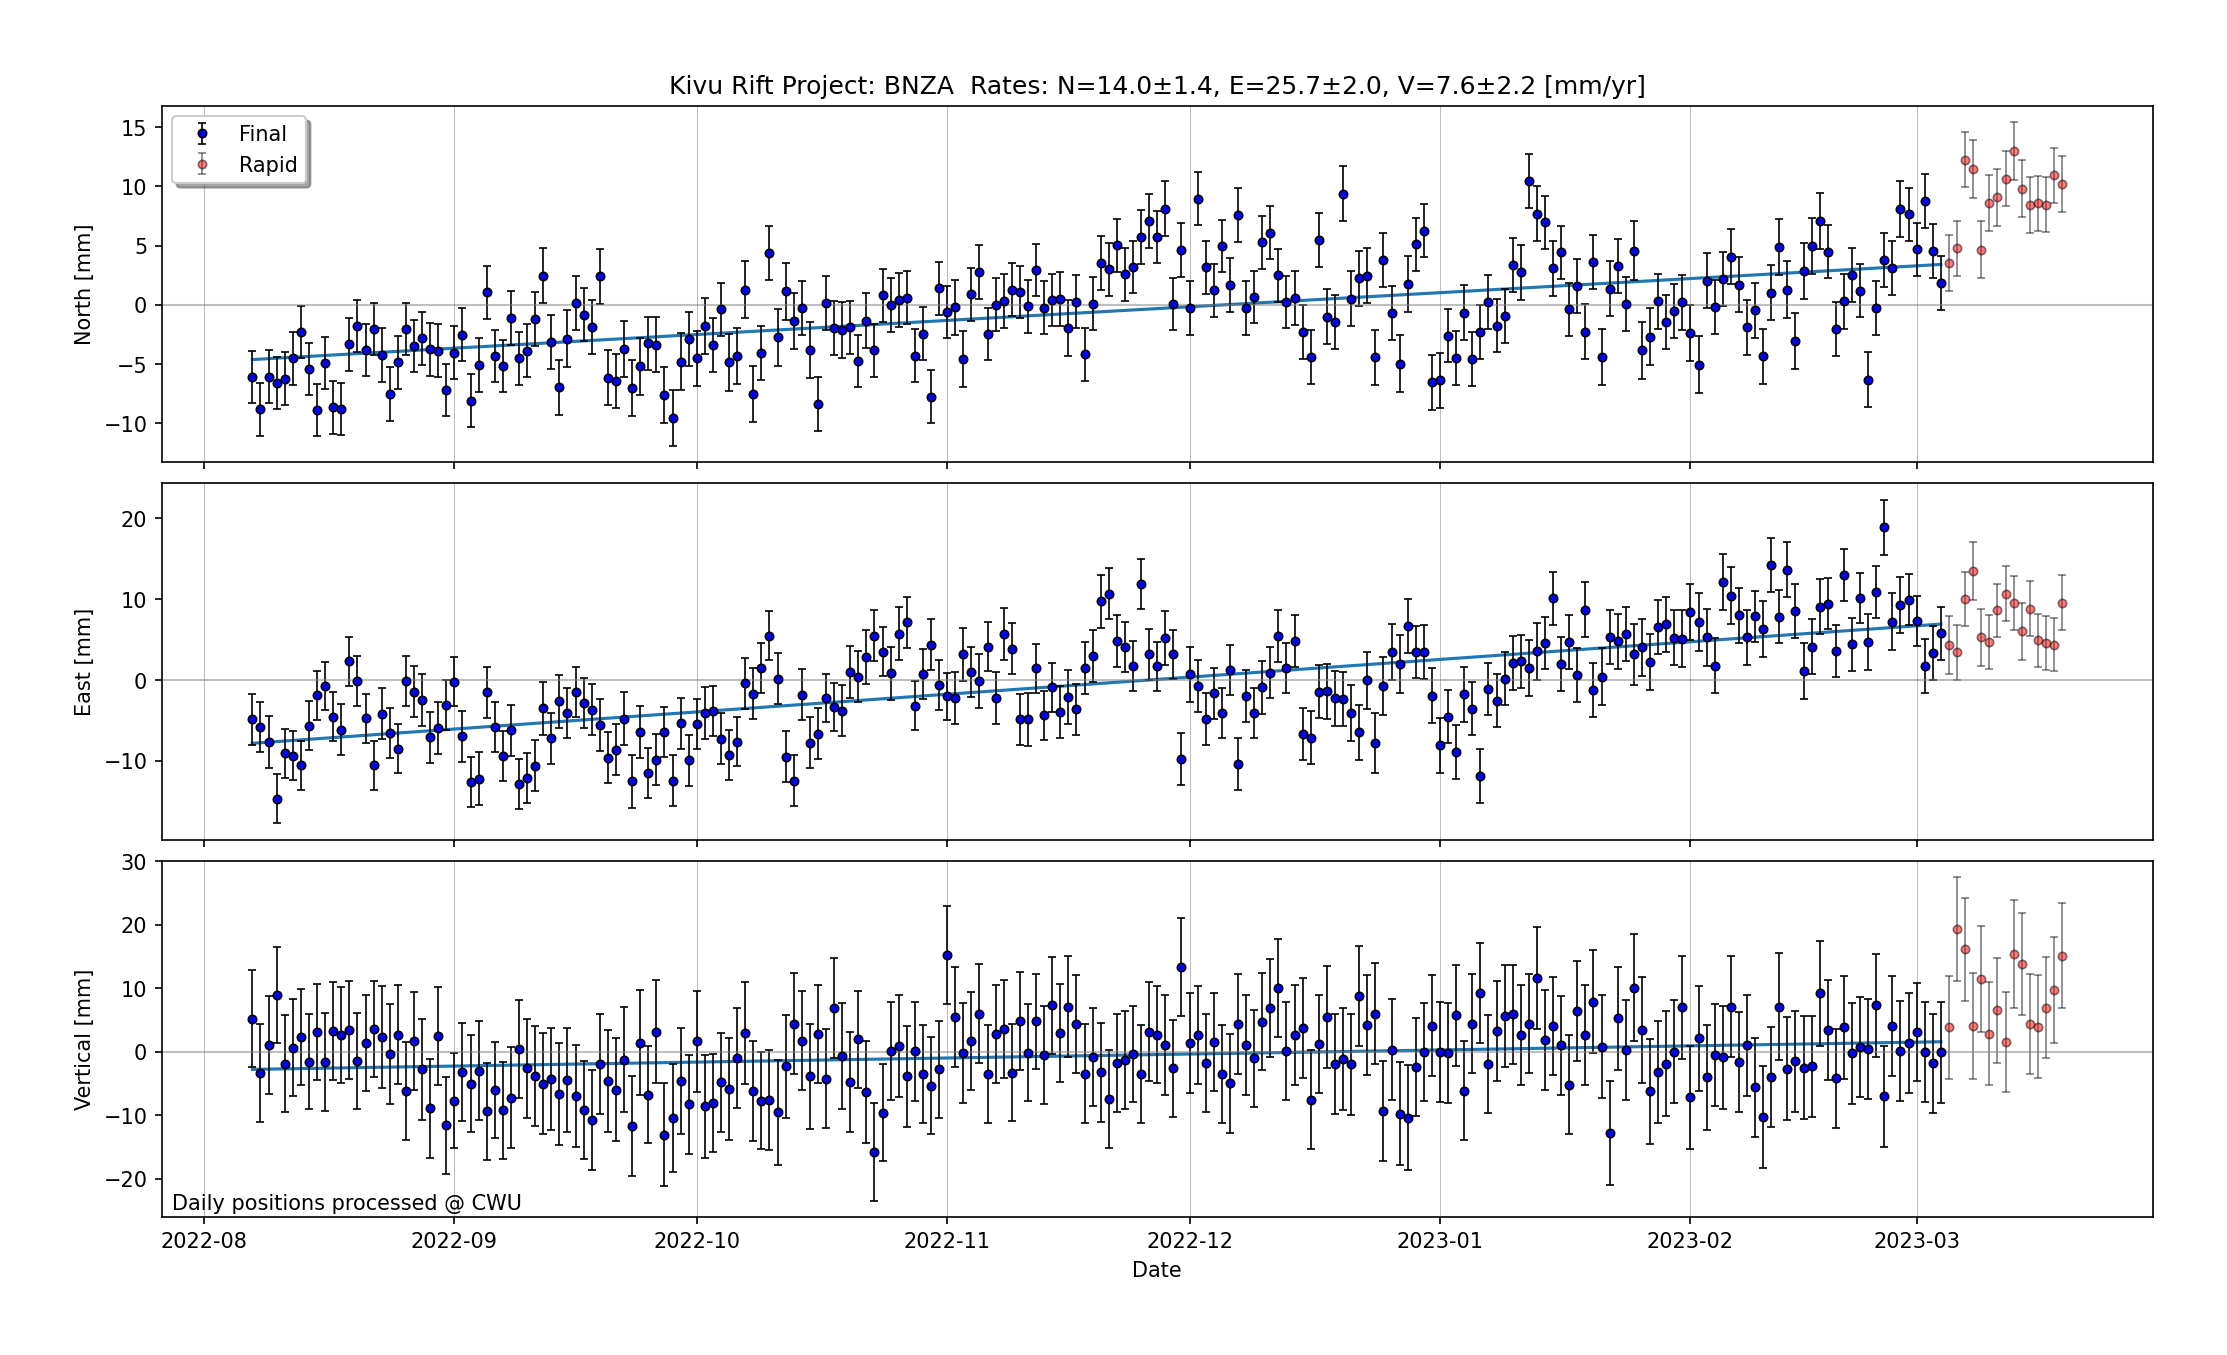 Kivu Rift Project: BNZA  Rates: N=14.0±1.4, E=25.7±2.0, V=7.6±2.2 [mm/yr]
Final
Rapid
North [mm]
15
10
5
0
−5
−10
East [mm]
20
10
0
−10
Vertical [mm]
30
20
10
0
−10
−20
Daily positions processed @ CWU
2022-08 2022-09 2022-10 2022-11 2022-12 2023-01 2023-02 2023-03
Date